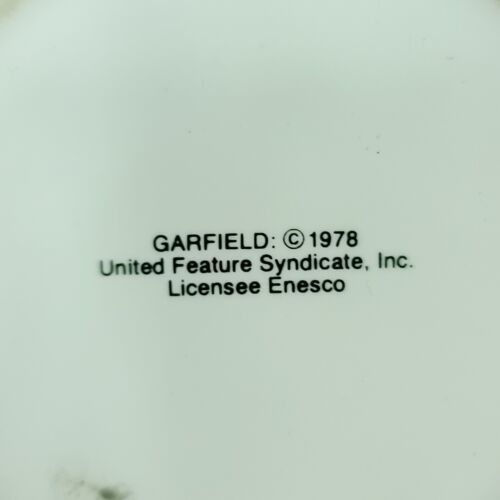 GARFIELD: © 1978
United Feature Syndicate, Inc.
Licensee Enesco